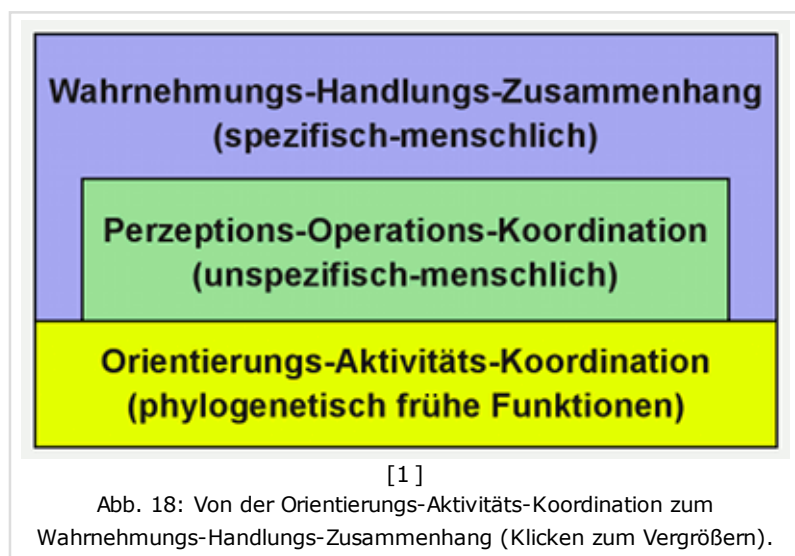 Wahrnehmungs-Handlungs-Zusammenhang
(spezifisch-menschlich)
Perzeptions-Operations-Koordination
(unspezifisch-menschlich)
Orientierungs-Aktivitäts-Koordination
(phylogenetisch frühe Funktionen)
[1 ]
Abb. 18: Von der Orientierungs-Aktivitäts-Koordination zum
Wahrnehmungs-Handlungs-Zusammenhang (Klicken zum Vergrößern).